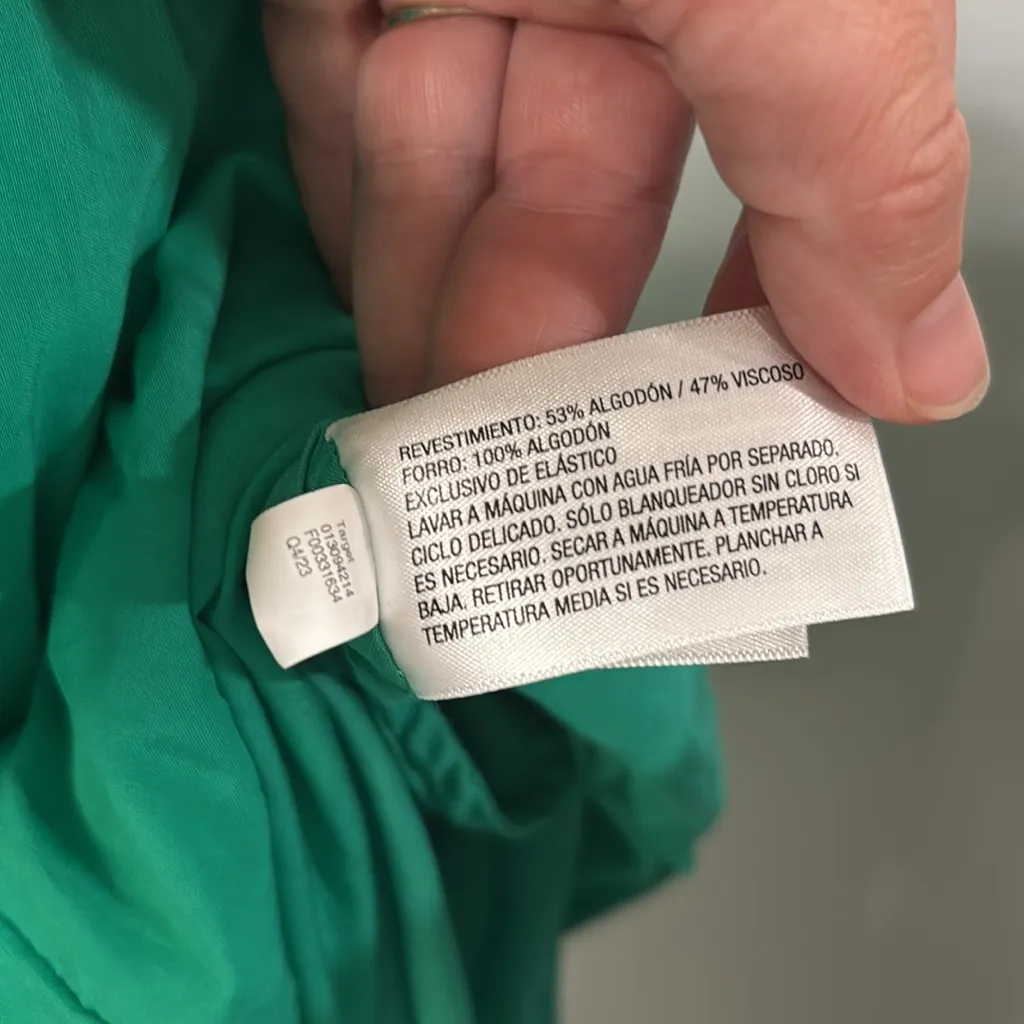 REVESTIMIENTO: 53% ALGODÓN / 47% VISCOSO
FORRO: 100% ALGODÓN
EXCLUSIVO DE ELÁSTICO
LAVAR A MÁQUINA CON AGUA FRÍA POR SEPARADO,
CICLO DELICADO. SÓLO BLANQUEADOR SIN CLORO SI
ES NECESARIO. SECAR A MÁQUINA A TEMPERATURA
BAJA. RETIRAR OPORTUNAMENTE. PLANCHAR A
TEMPERATURA MEDIA SI ES NECESARIO.
Target
013094214
F00331634
Q4/23